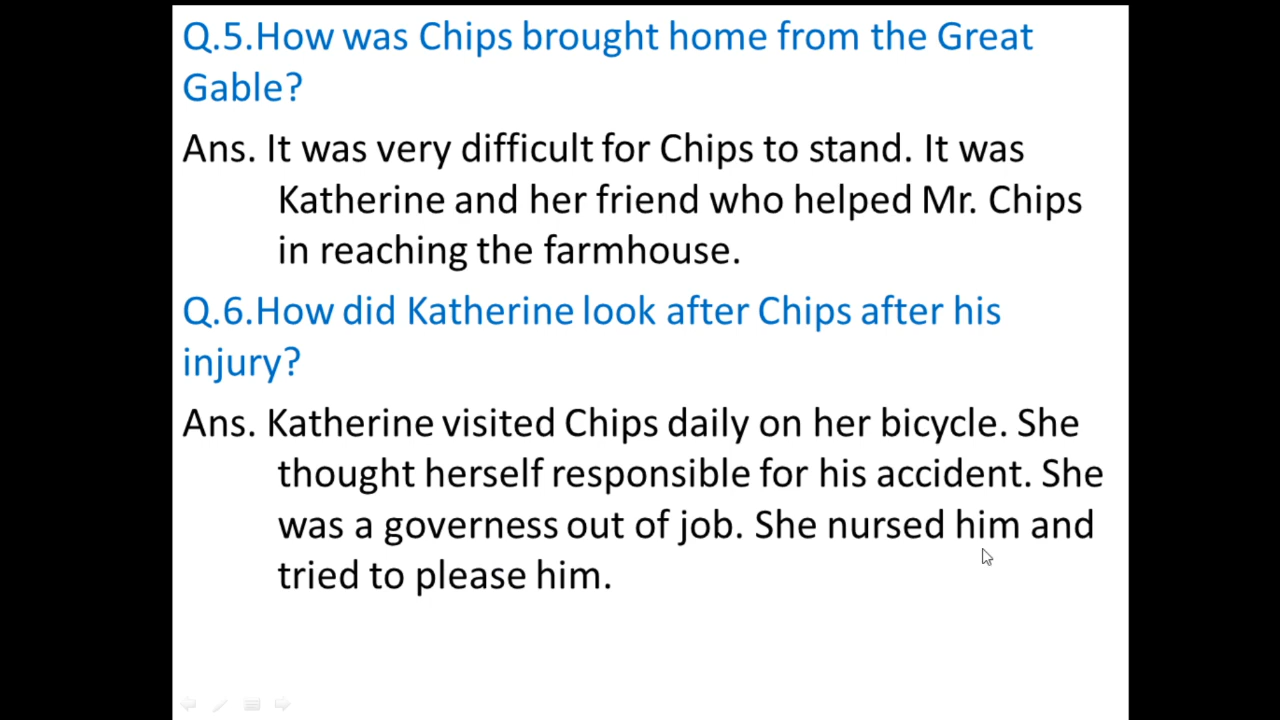 Q.5.How was Chips brought home from the Great
Gable?
Ans. It was very difficult for Chips to stand. It was
Katherine and her friend who helped Mr. Chips
in reaching the farmhouse.
Q.6.How did Katherine look after Chips after his
injury?
Ans. Katherine visited Chips daily on her bicycle. She
thought herself responsible for his accident. She
was a governess out of job. She nursed him and
tried to please him.